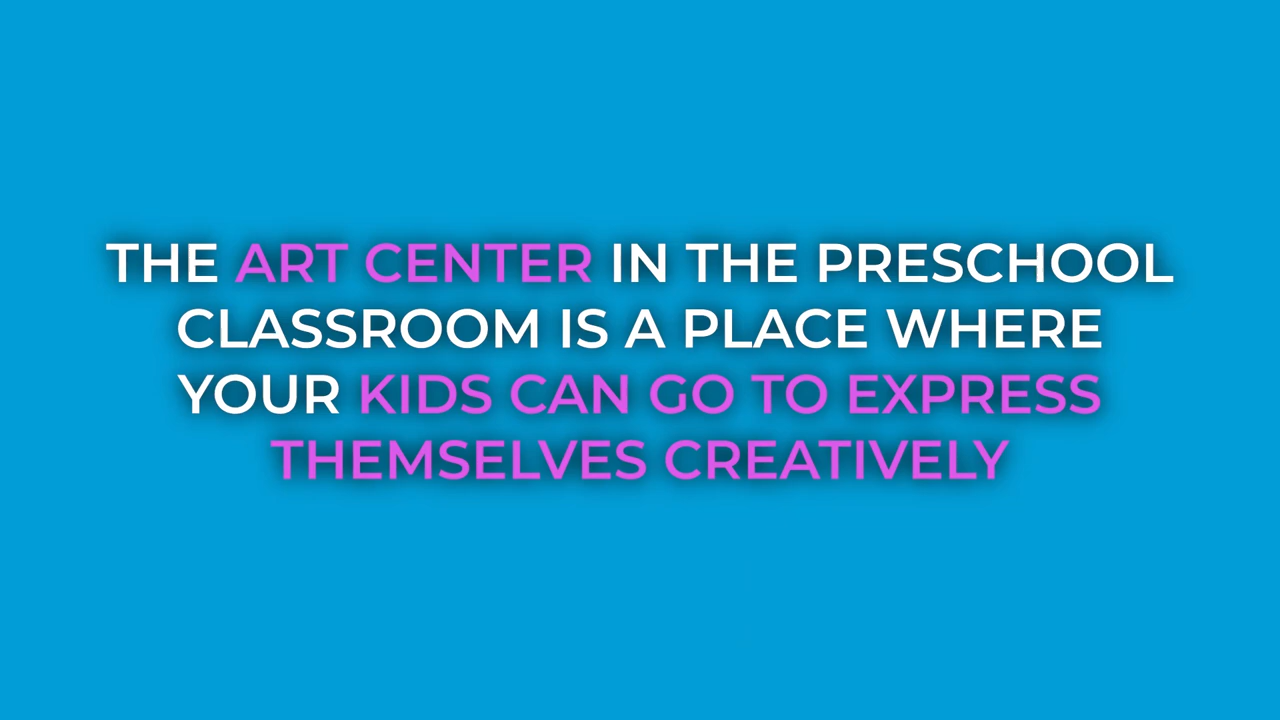 THE ART CENTER IN THE PRESCHOOL
CLASSROOM IS A PLACE WHERE
YOUR KIDS CAN GO TO EXPRESS
THEMSELVES CREATIVELY